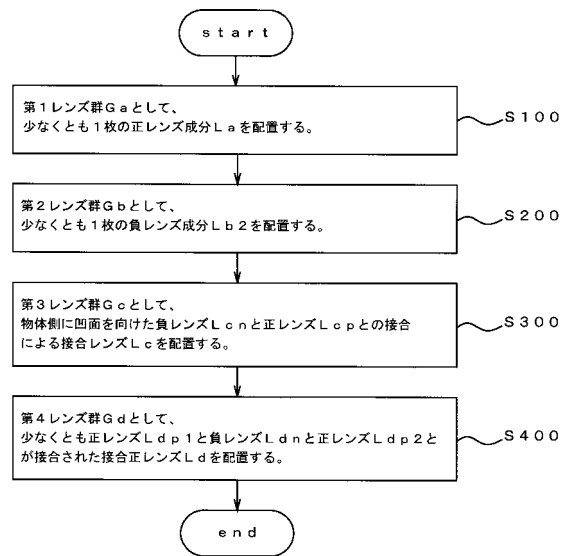 start
第1レンズ群Gaとして、
少なくとも1枚の正レンズ成分Laを配置する。
S100
第2レンズ群Gbとして、
少なくとも1枚の負レンズ成分Lb2を配置する。
S200
第3レンズ群Gcとして、
物体側に凹面を向けた負レンズLcnと正レンズLcpとの接合
による接合レンズLcを配置する。
S300
第4レンズ群Gdとして、
少なくとも正レンズLdp1と負レンズLdnと正レンズLdp2と
が接合された接合正レンズLdを配置する。
S400
end